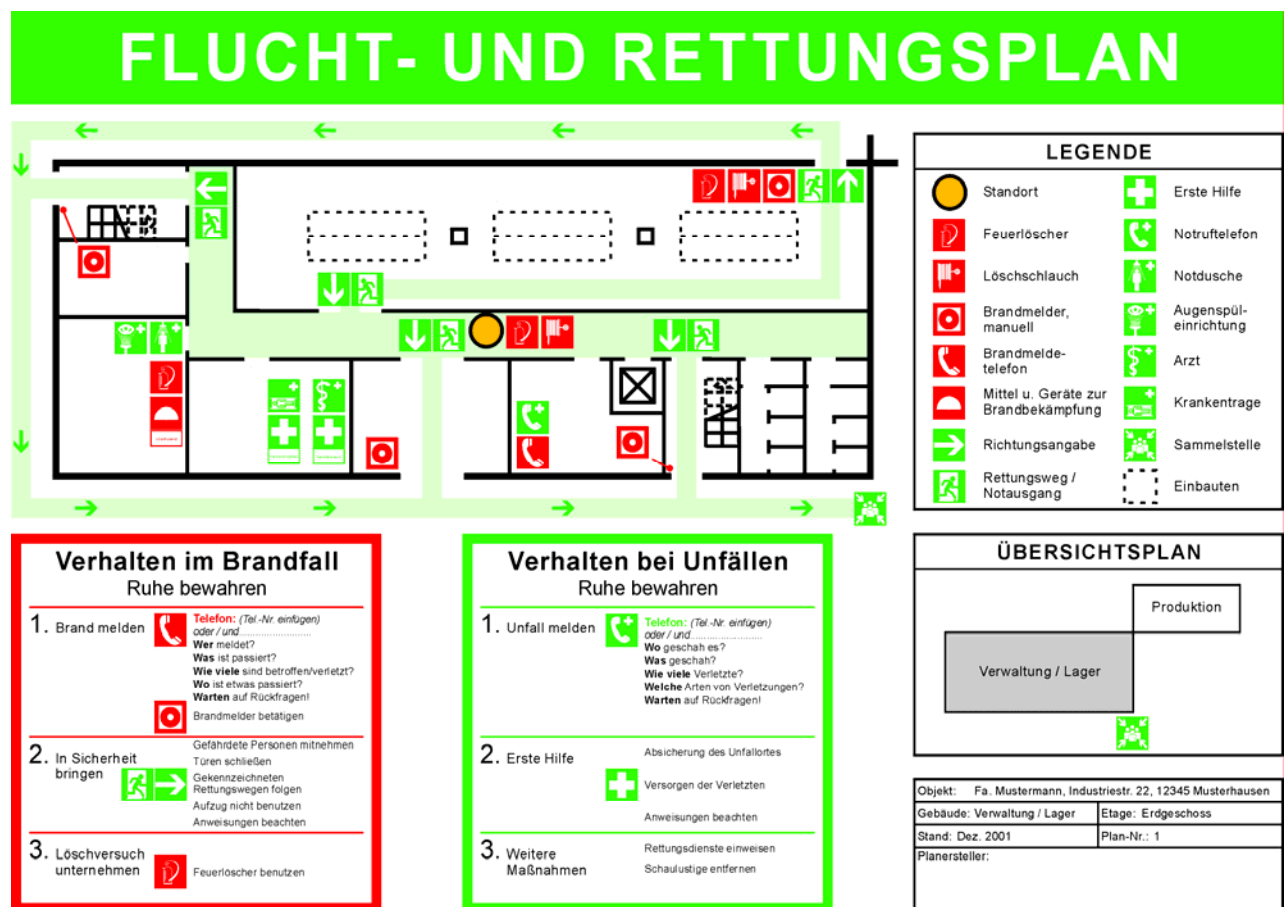 FLUCHT- UND RETTUNGSPLAN
LEGENDE
Standort
Erste Hilfe
Feuerlöscher
Notruftelefon
Löschschlauch
Notdusche
Brandmelder,
manuell
Augenspül-
einrichtung
Brandmelde-
telefon
Arzt
Mittel u. Geräte zur
Brandbekämpfung
Krankentrage
Richtungsangabe
Sammelstelle
Rettungsweg /
Notausgang
Einbauten
Verhalten im Brandfall
Ruhe bewahren
1. Brand melden
Telefon: (Tel.-Nr. einfügen)
oder / und........................
Wer meldet?
Was ist passiert?
Wie viele sind betroffen/verletzt?
Wo ist etwas passiert?
Warten auf Rückfragen!
Brandmelder betätigen
2. In Sicherheit
bringen
Gefährdete Personen mitnehmen
Türen schließen
Gekennzeichneten
Rettungswegen folgen
Aufzug nicht benutzen
Anweisungen beachten
3. Löschversuch
unternehmen
Feuerlöscher benutzen
Verhalten bei Unfällen
Ruhe bewahren
1. Unfall melden
Telefon: (Tel.-Nr. einfügen)
oder / und........................
Wo geschah es?
Was geschah?
Wie viele Verletzte?
Welche Arten von Verletzungen?
Warten auf Rückfragen!
2. Erste Hilfe
Absicherung des Unfallortes
Versorgen der Verletzten
Anweisungen beachten
3. Weitere
Maßnahmen
Rettungsdienste einweisen
Schaulustige entfernen
ÜBERSICHTSPLAN
Produktion
Verwaltung / Lager
Objekt: Fa. Mustermann, Industriestr. 22, 12345 Musterhausen
Gebäude: Verwaltung / Lager
Etage: Erdgeschoss
Stand: Dez. 2001
Plan-Nr.: 1
Planersteller: